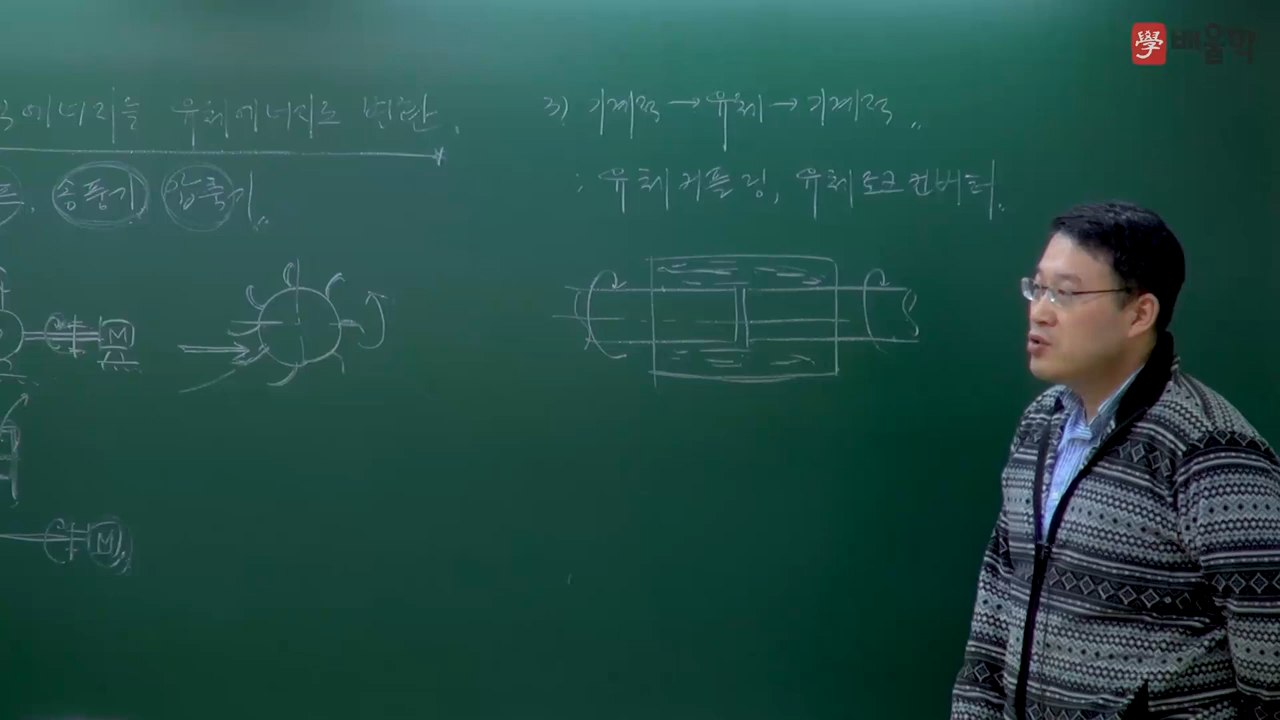 에너지를 유체에너지로 변환.
송풍기, 압축기..
M
M
3) 기계적 → 유체 → 기계적..
: 유체커플링, 유체토크컨버터.
學 배울학